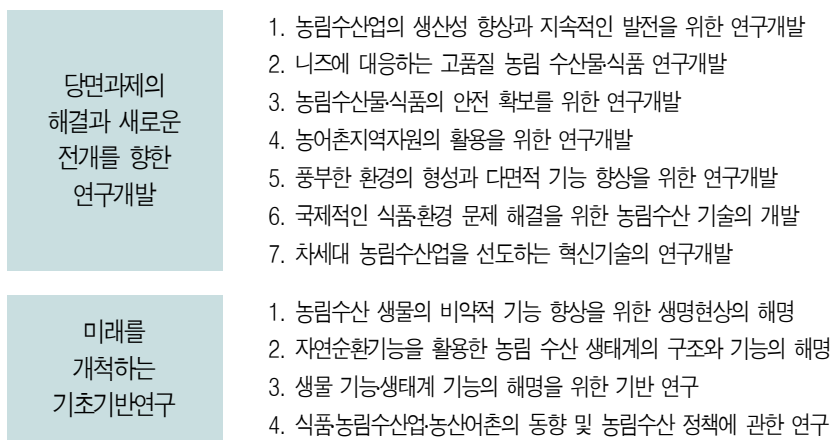 당면과제의
해결과 새로운
전개를 향한
연구개발
1. 농림수산업의 생산성 향상과 지속적인 발전을 위한 연구개발
2. 니즈에 대응하는 고품질 농림 수산물·식품 연구개발
3. 농림수산물·식품의 안전 확보를 위한 연구개발
4. 농어촌지역자원의 활용을 위한 연구개발
5. 풍부한 환경의 형성과 다면적 기능 향상을 위한 연구개발
6. 국제적인 식품·환경 문제 해결을 위한 농림수산 기술의 개발
7. 차세대 농림수산업을 선도하는 혁신기술의 연구개발
미래를
개척하는
기초기반연구
1. 농림수산 생물의 비약적 기능 향상을 위한 생명현상의 해명
2. 자연순환기능을 활용한 농림 수산 생태계의 구조와 기능의 해명
3. 생물 기능·생태계 기능의 해명을 위한 기반 연구
4. 식품·농림수산업·농산어촌의 동향 및 농림수산 정책에 관한 연구